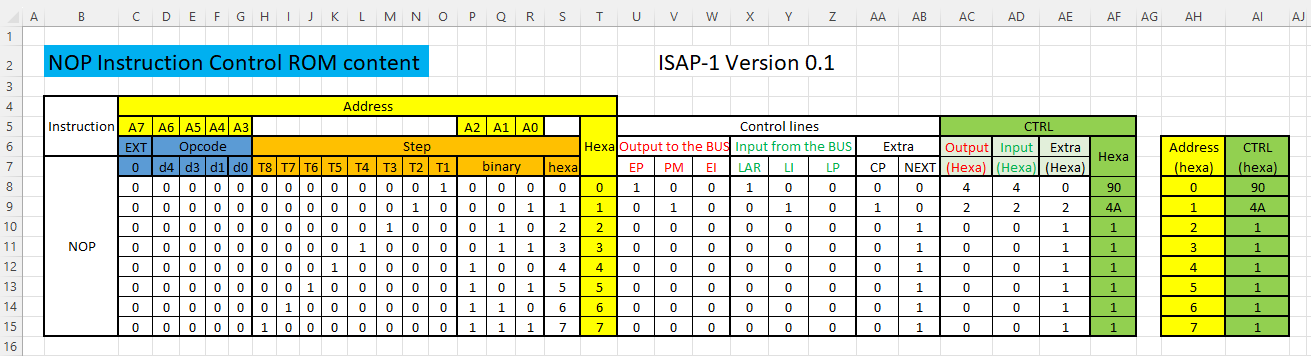 A B C D E F G H I J K L M N O P Q R S T U V W X Y Z AA AB AC AD AE AF AG AH AI AJ
1
2 NOP Instruction Control ROM content ISAP-1 Version 0.1
3
4 Address
5 Instruction A7 A6 A5 A4 A3 A2 A1 A0 Hexa Control lines CTRL
6 EXT Opcode Step Output to the BUS Input from the BUS Extra Output Input Extra Hexa Address CTRL
7 0 d4 d3 d1 d0 T8 T7 T6 T5 T4 T3 T2 T1 binary hexa EP PM EI LAR LI LP CP NEXT (Hexa) (Hexa) (Hexa) (hexa) (hexa)
8 0 0 0 0 0 0 0 0 0 0 0 0 1 0 0 0 0 0 1 0 0 1 0 0 0 0 4 4 0 90 0 90
9 0 0 0 0 0 0 0 0 0 0 0 1 0 0 0 1 1 1 0 1 0 0 1 0 1 0 2 2 2 4A 1 4A
10 0 0 0 0 0 0 0 0 0 0 1 0 0 0 1 0 2 2 0 0 0 0 0 0 0 1 0 0 1 1 2 1
11 NOP 0 0 0 0 0 0 0 0 0 1 0 0 0 0 1 1 3 3 0 0 0 0 0 0 0 1 0 0 1 1 3 1
12 0 0 0 0 0 0 0 0 1 0 0 0 0 1 0 0 4 4 0 0 0 0 0 0 0 1 0 0 1 1 4 1
13 0 0 0 0 0 0 0 1 0 0 0 0 0 1 0 1 5 5 0 0 0 0 0 0 0 1 0 0 1 1 5 1
14 0 0 0 0 0 0 1 0 0 0 0 0 0 1 1 0 6 6 0 0 0 0 0 0 0 1 0 0 1 1 6 1
15 0 0 0 0 0 1 0 0 0 0 0 0 0 1 1 1 7 7 0 0 0 0 0 0 0 1 0 0 1 1 7 1
16